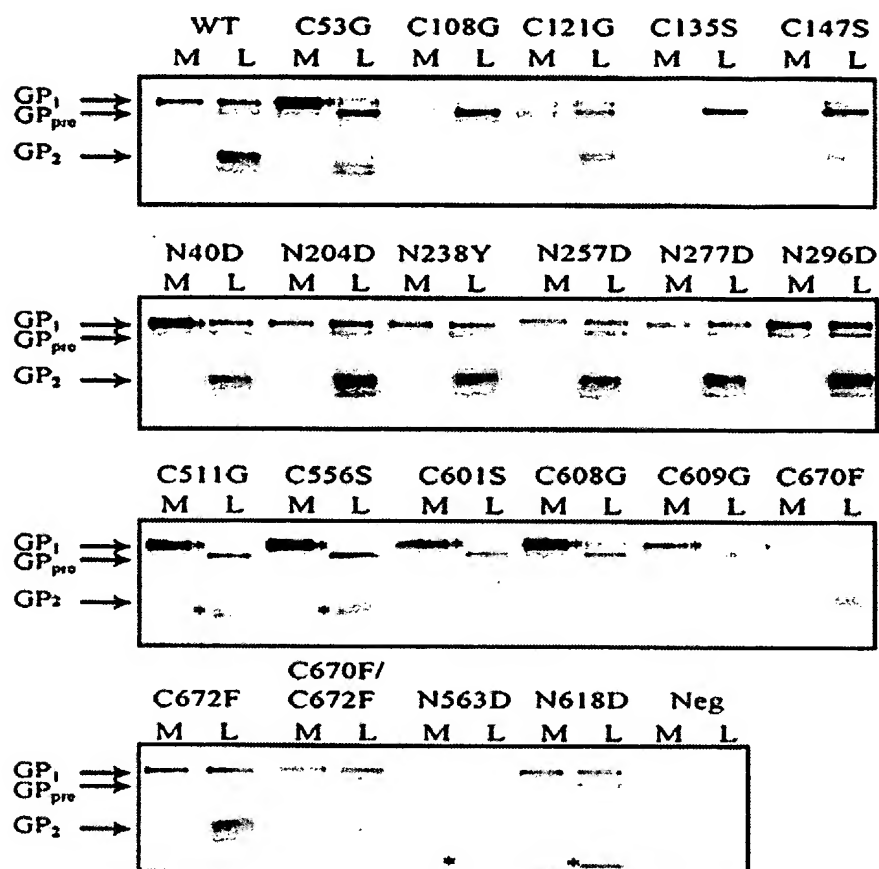 WT C53G C108G C121G C135S C147S
M L M L M L M L M L M L
GP1
GPpre
GP2
N40D N204D N238Y N257D N277D N296D
M L M L M L M L M L M L
GP1
GPpre
GP2
C511G C556S C601S C608G C609G C670F
M L M L M L M L M L M L
GP1
GPpre
GP2
C670F/
C672F C672F N563D N618D Neg
M L M L M L M L M L
GP1
GPpre
GP2